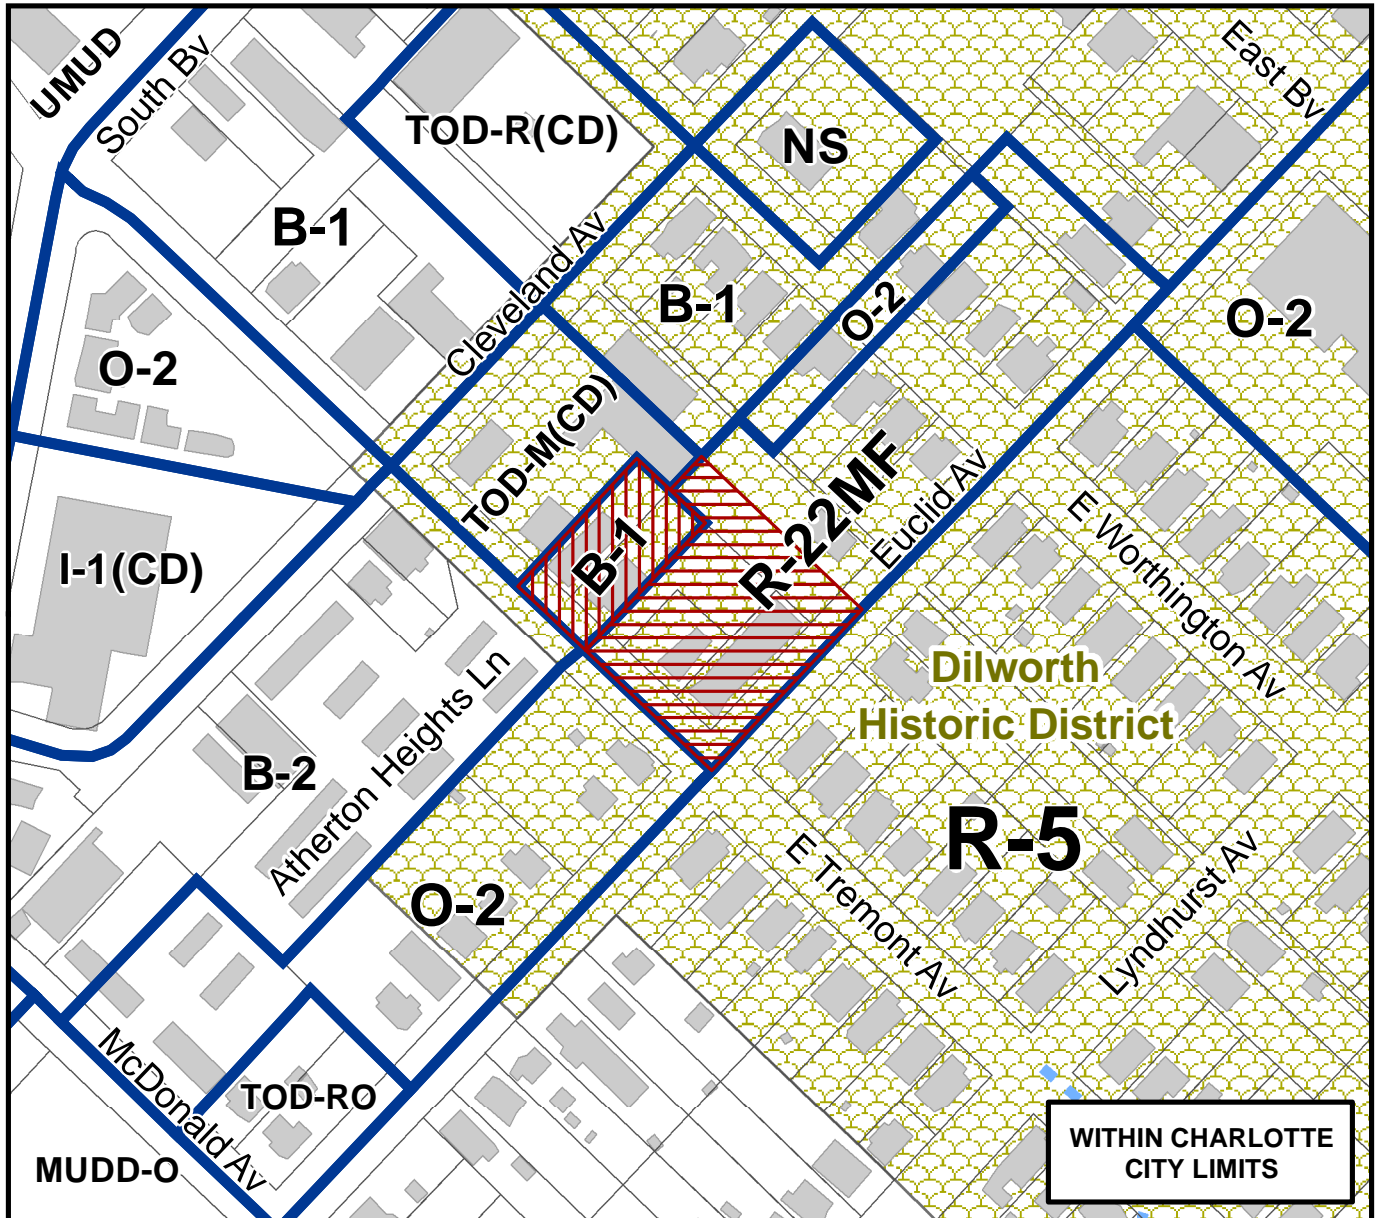 UMUD
South Bv
TOD-R(CD)
NS
East Bv
B-1
Cleveland Av
B-1
O-2
O-2
O-2
TOD-M(CD)
B-1
R-22MF
Euclid Av
E Worthington Av
I-1(CD)
Dilworth
Historic District
Atherton Heights Ln
B-2
R-5
O-2
E Tremont Av
Lyndhurst Av
McDonald Av
TOD-RO
MUDD-O
WITHIN CHARLOTTE
CITY LIMITS